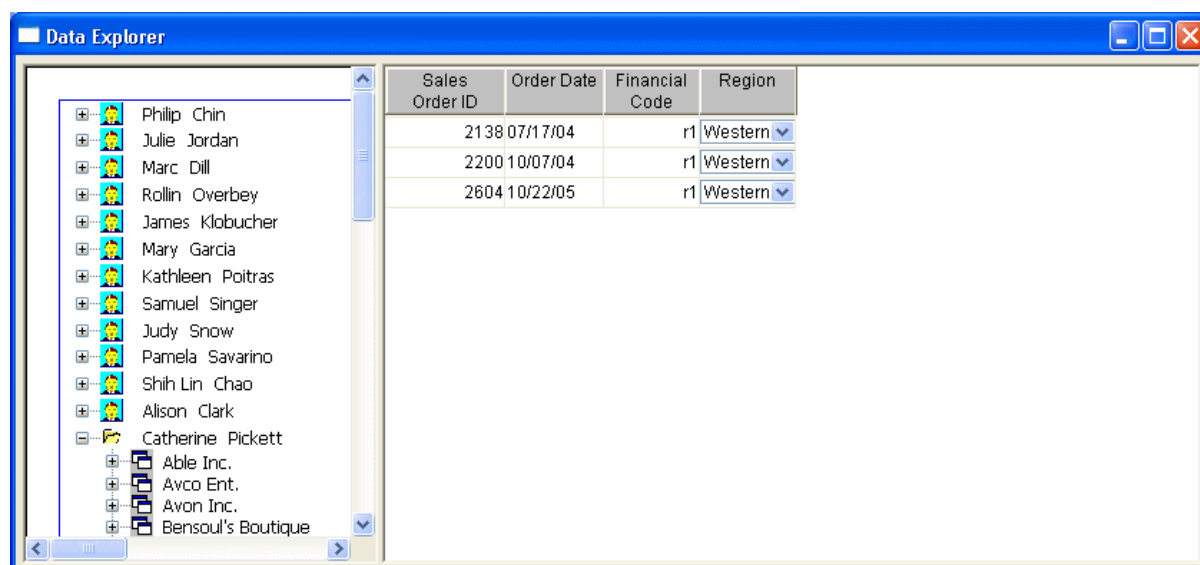 Data Explorer
Philip Chin
Julie Jordan
Marc Dill
Rollin Overbey
James Klobucher
Mary Garcia
Kathleen Poitras
Samuel Singer
Judy Snow
Pamela Savarino
Shih Lin Chao
Alison Clark
Catherine Pickett
Able Inc.
Avco Ent.
Avon Inc.
Bensoul's Boutique
Sales Order Date Financial Region
Order ID Code
2138 07/17/04 r1 Western
2200 10/07/04 r1 Western
2604 10/22/05 r1 Western